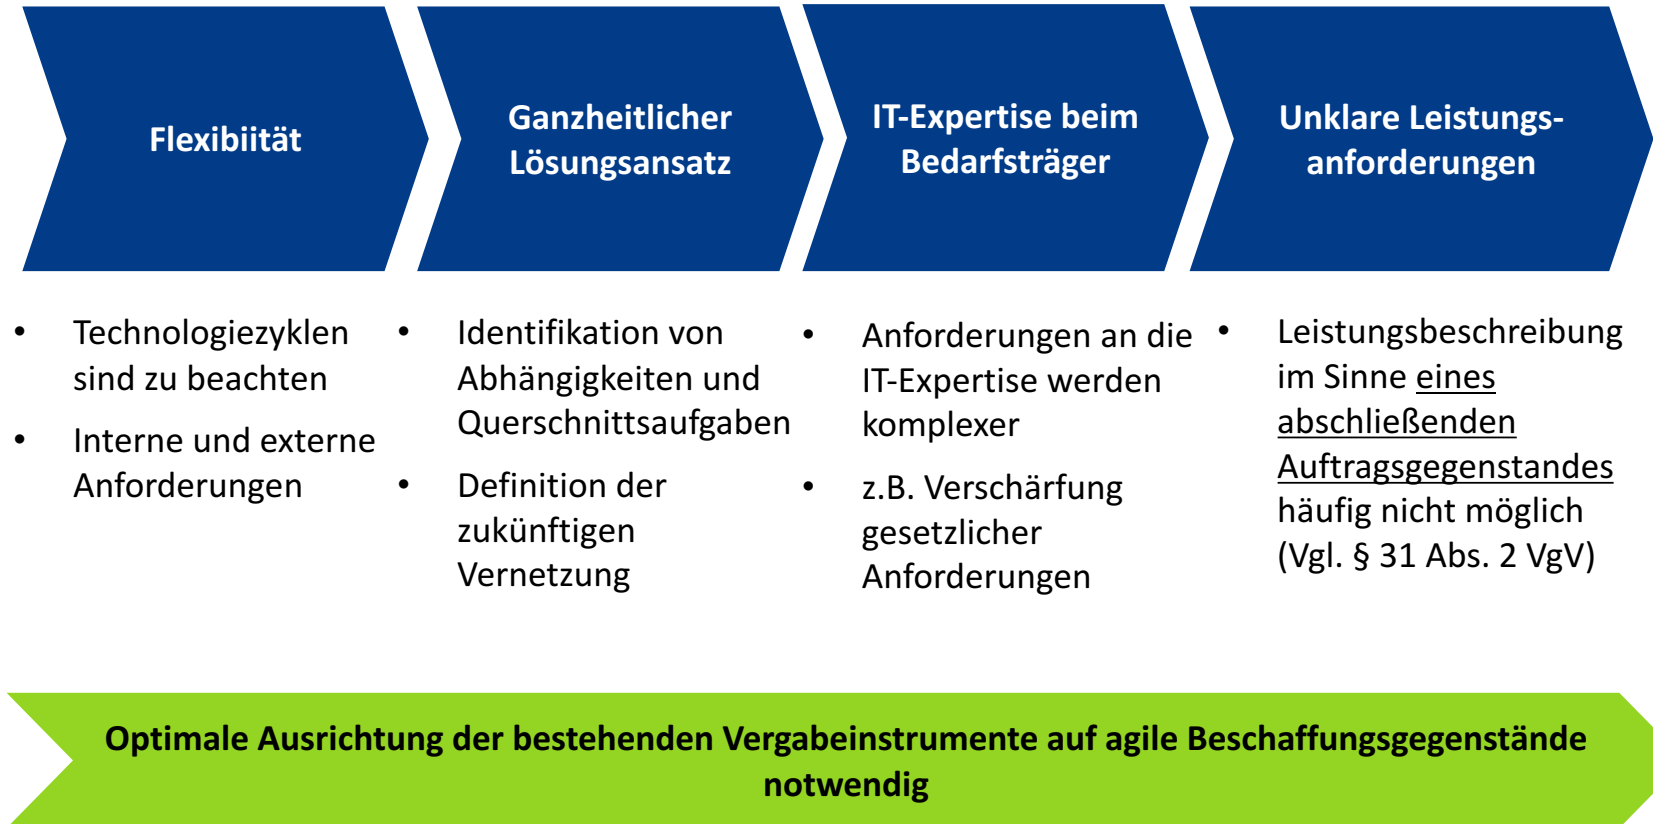 Flexibiität
Ganzheitlicher
Lösungsansatz
IT-Expertise beim
Bedarfsträger
Unklare Leistungs-
anforderungen
• Technologiezyklen
sind zu beachten
• Interne und externe
Anforderungen
• Identifikation von
Abhängigkeiten und
Querschnittsaufgaben
• Definition der
zukünftigen
Vernetzung
• Anforderungen an die
IT-Expertise werden
komplexer
• z.B. Verschärfung
gesetzlicher
Anforderungen
• Leistungsbeschreibung
im Sinne eines
abschließenden
Auftragsgegenstandes
häufig nicht möglich
(Vgl. § 31 Abs. 2 VgV)
Optimale Ausrichtung der bestehenden Vergabeinstrumente auf agile Beschaffungsgegenstände
notwendig